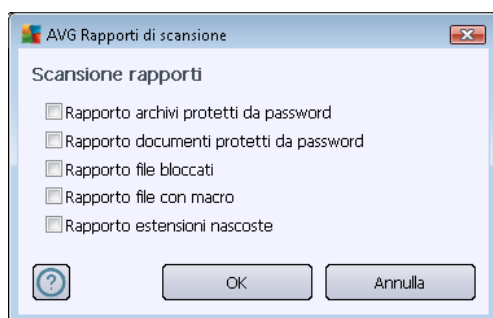 AVG Rapporti di scansione
Scansione rapporti
Rapporto archivi protetti da password
Rapporto documenti protetti da password
Rapporto file bloccati
Rapporto file con macro
Rapporto estensioni nascoste
? OK Annulla